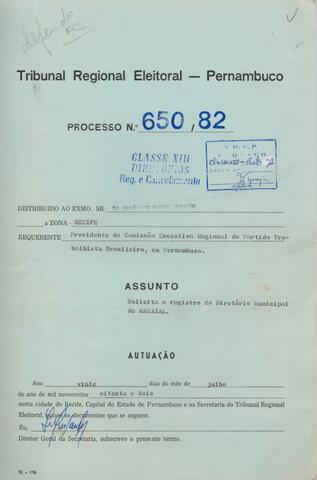 deferido
Tribunal Regional Eleitoral — Pernambuco
PROCESSO N.º 650/82
CLASSE XIII
DIRETÓRIOS
Reg. e Cancelamento
T. R. E. P.
DISTRIBUIDO AO EXMO. SR.
a ZONA - RECIFE
REQUERENTE Presidente da Comissão Executiva Regional do Partido Tra-
balhista Brasileiro, em Pernambuco.
ASSUNTO
Solicita o registro do Diretório Municipal
de MARAIAL.
AUTUAÇÃO
Aos vinte dias do mês de julho
do ano de mil novecentos oitenta e dois
nesta cidade do Recife, Capital do Estado de Pernambuco e na Secretaria do Tribunal Regional
Eleitoral, autuo os documentos que se seguem.
Eu,
Diretor Geral da Secretaria, subscrevo o presente termo.
TE - 176